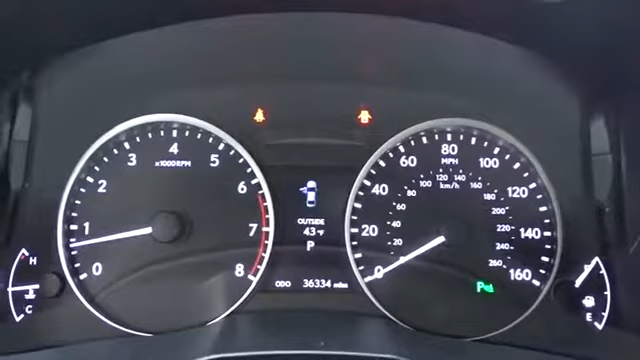 0 1 2 3 4 5 6 7 8
x1000RPM
H
C
OUTSIDE
43°F
P
ODO 36334 miles
0 20 40 60 80 100 120 140 160
MPH
20 40 60 80 100 120 140 160 180 200 220 240 260
km/h
P
E